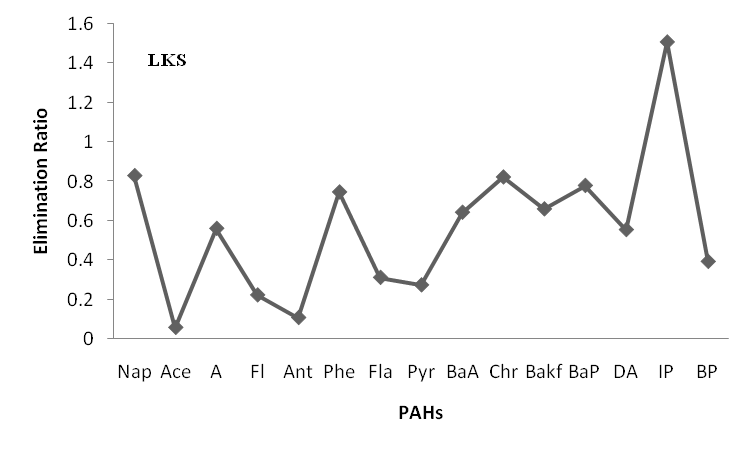 1.6
LKS
1.4
1.2
1
0.8
0.6
0.4
0.2
0
Elimination Ratio
Nap Ace A Fl Ant Phe Fla Pyr BaA Chr Bakf BaP DA IP BP
PAHs